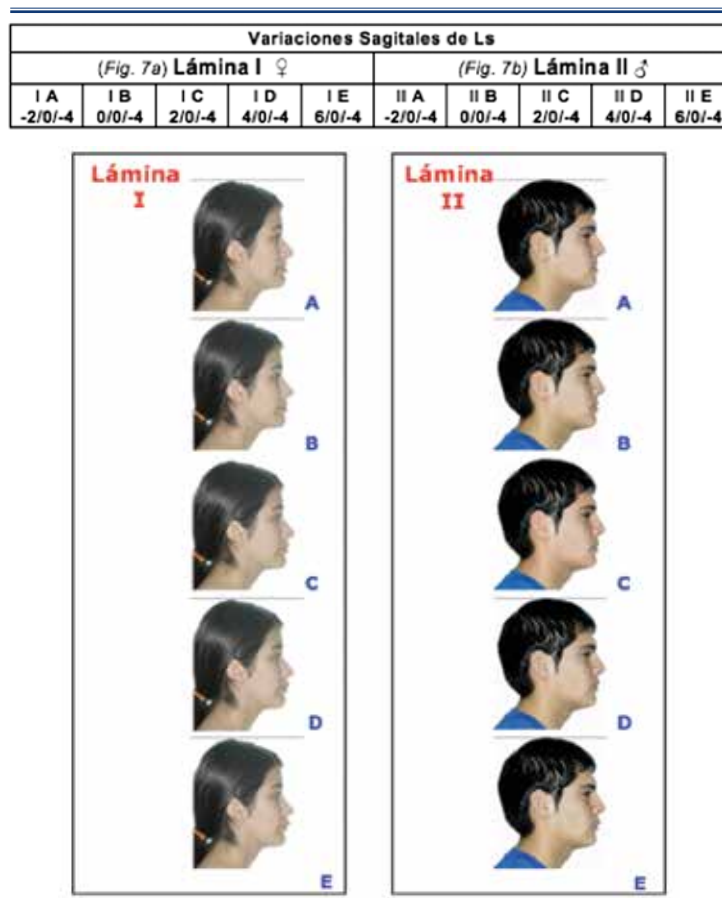 Variaciones Sagitales de Ls
(Fig. 7a) Lámina I ♀ (Fig. 7b) Lámina II ♂
I A I B I C I D I E II A II B II C II D II E
-2/0/-4 0/0/-4 2/0/-4 4/0/-4 6/0/-4 -2/0/-4 0/0/-4 2/0/-4 4/0/-4 6/0/-4
Lámina
I
A
B
C
D
E
Lámina
II
A
B
C
D
E